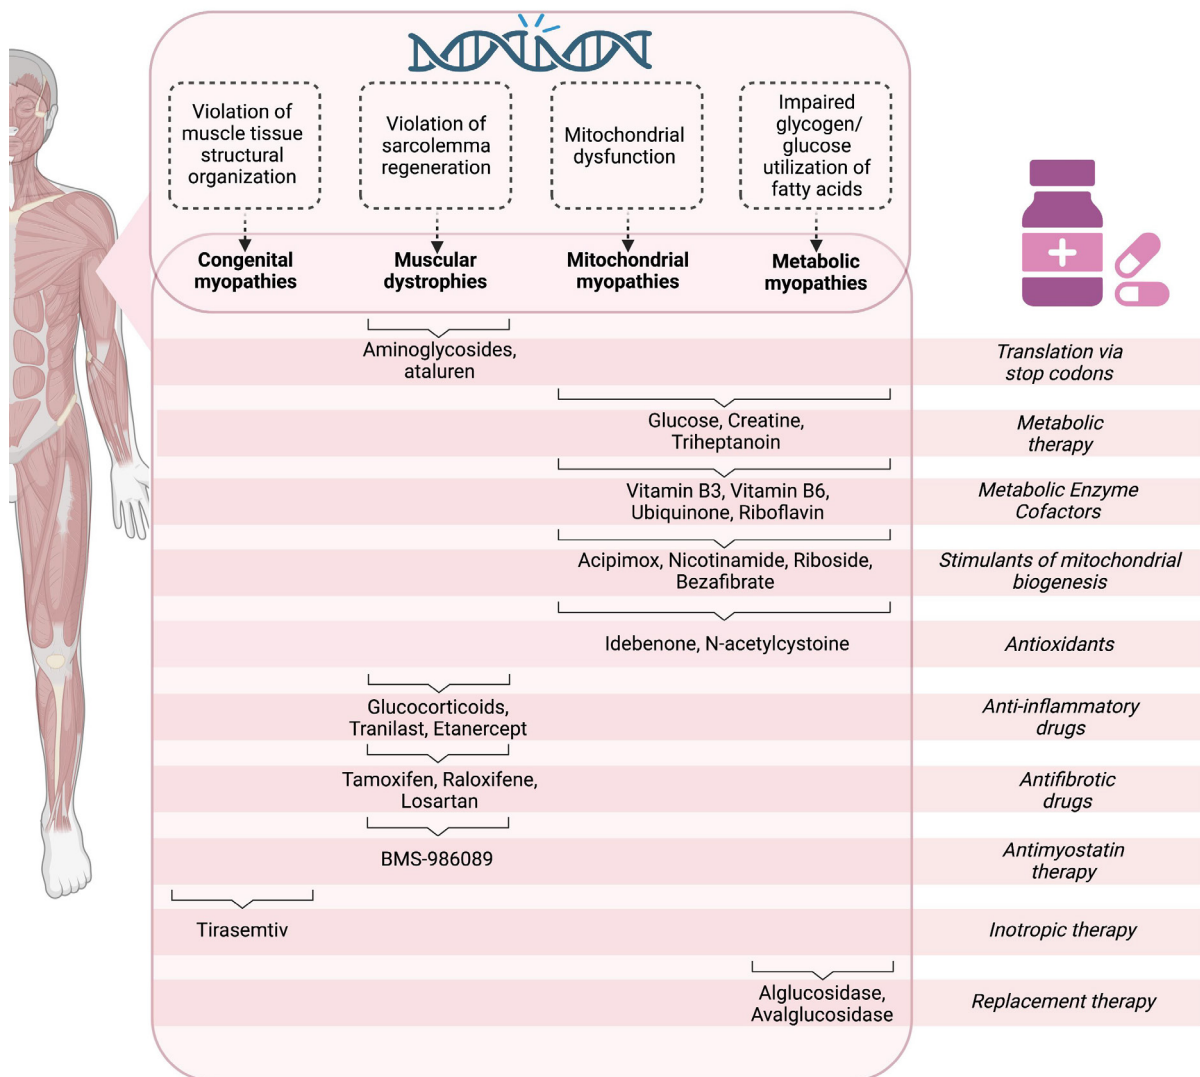 Violation of
muscle tissue
structural
organization
Violation of
sarcolemma
regeneration
Mitochondrial
dysfunction
Impaired
glycogen/
glucose
utilization of
fatty acids
Congenital
myopathies
Muscular
dystrophies
Mitochondrial
myopathies
Metabolic
myopathies
Aminoglycosides,
ataluren
Translation via
stop codons
Glucose, Creatine,
Triheptanoin
Metabolic
therapy
Vitamin B3, Vitamin B6,
Ubiquinone, Riboflavin
Metabolic Enzyme
Cofactors
Acipimox, Nicotinamide, Riboside,
Bezafibrate
Stimulants of mitochondrial
biogenesis
Idebenone, N-acetylcystoine
Antioxidants
Glucocorticoids,
Tranilast, Etanercept
Anti-inflammatory
drugs
Tamoxifen, Raloxifene,
Losartan
Antifibrotic
drugs
BMS-986089
Antimyostatin
therapy
Tirasemtiv
Inotropic therapy
Alglucosidase,
Avalglucosidase
Replacement therapy